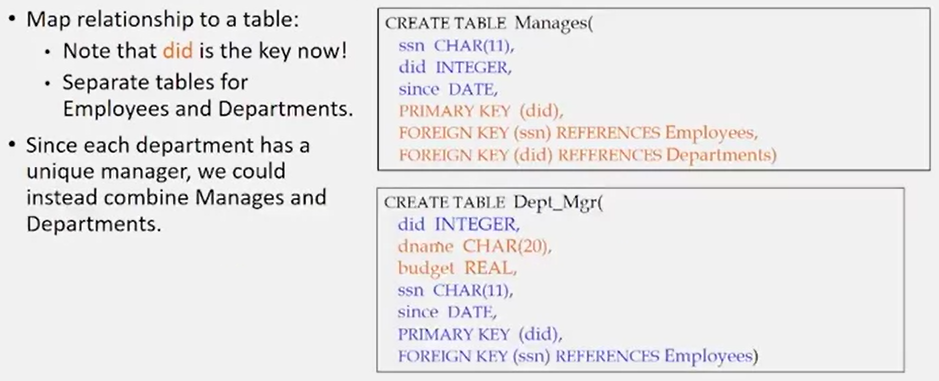 • Map relationship to a table:
• Note that did is the key now!
• Separate tables for
Employees and Departments.
• Since each department has a
unique manager, we could
instead combine Manages and
Departments.
CREATE TABLE Manages(
ssn CHAR(11),
did INTEGER,
since DATE,
PRIMARY KEY (did),
FOREIGN KEY (ssn) REFERENCES Employees,
FOREIGN KEY (did) REFERENCES Departments)
CREATE TABLE Dept_Mgr(
did INTEGER,
dname CHAR(20),
budget REAL,
ssn CHAR(11),
since DATE,
PRIMARY KEY (did),
FOREIGN KEY (ssn) REFERENCES Employees)